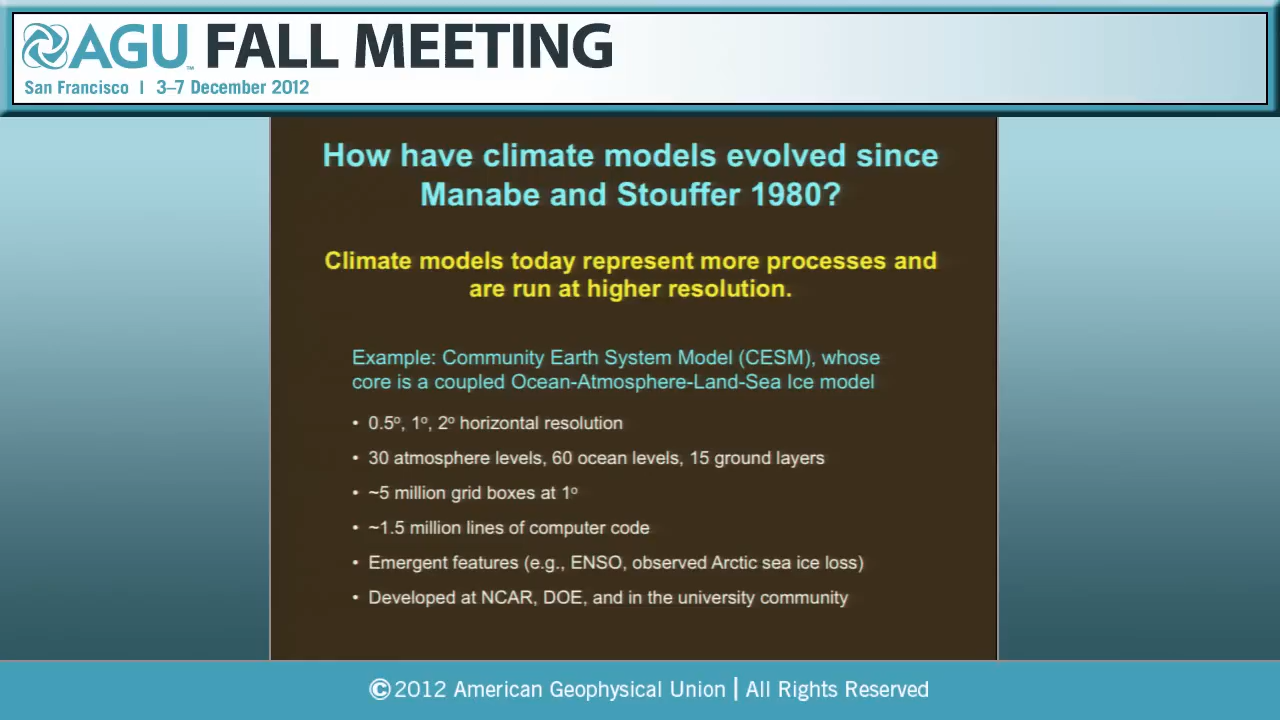 AGU™ FALL MEETING
San Francisco | 3–7 December 2012
How have climate models evolved since
Manabe and Stouffer 1980?
Climate models today represent more processes and
are run at higher resolution.
Example: Community Earth System Model (CESM), whose
core is a coupled Ocean-Atmosphere-Land-Sea Ice model
• 0.5º, 1º, 2º horizontal resolution
• 30 atmosphere levels, 60 ocean levels, 15 ground layers
• ~5 million grid boxes at 1º
• ~1.5 million lines of computer code
• Emergent features (e.g., ENSO, observed Arctic sea ice loss)
• Developed at NCAR, DOE, and in the university community
©2012 American Geophysical Union | All Rights Reserved